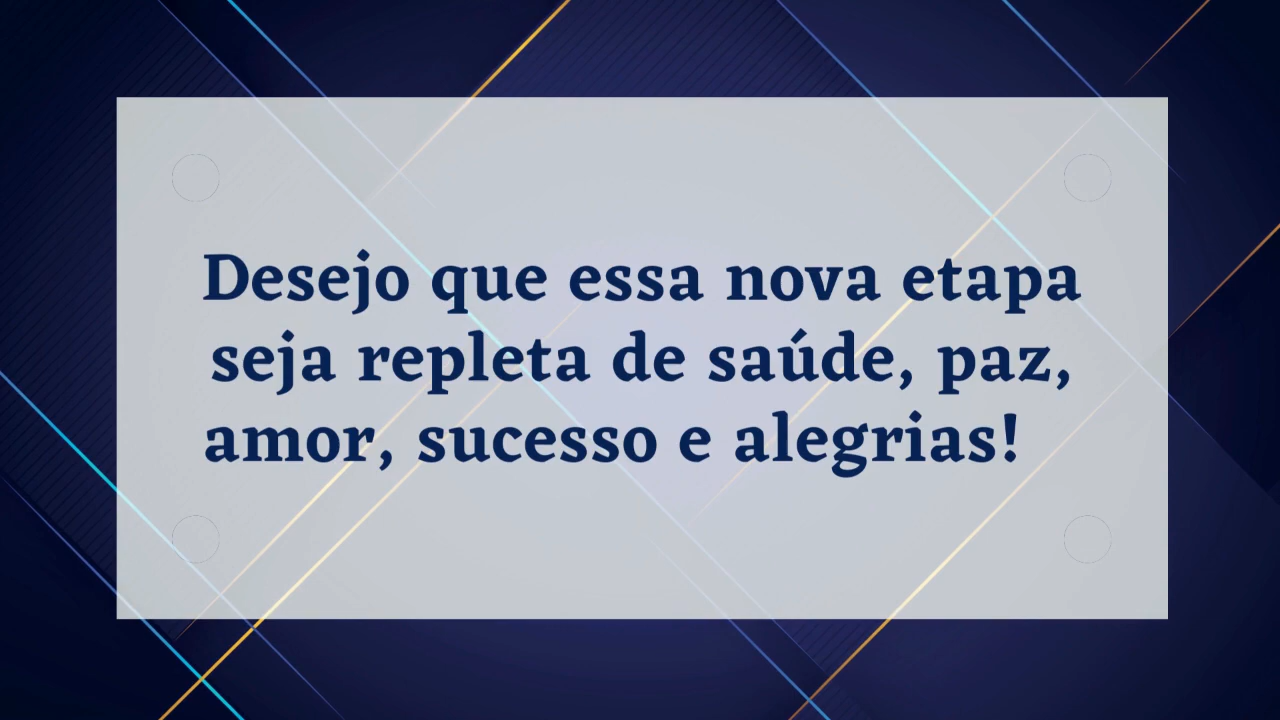 Desejo que essa nova etapa
seja repleta de saúde, paz,
amor, sucesso e alegrias!